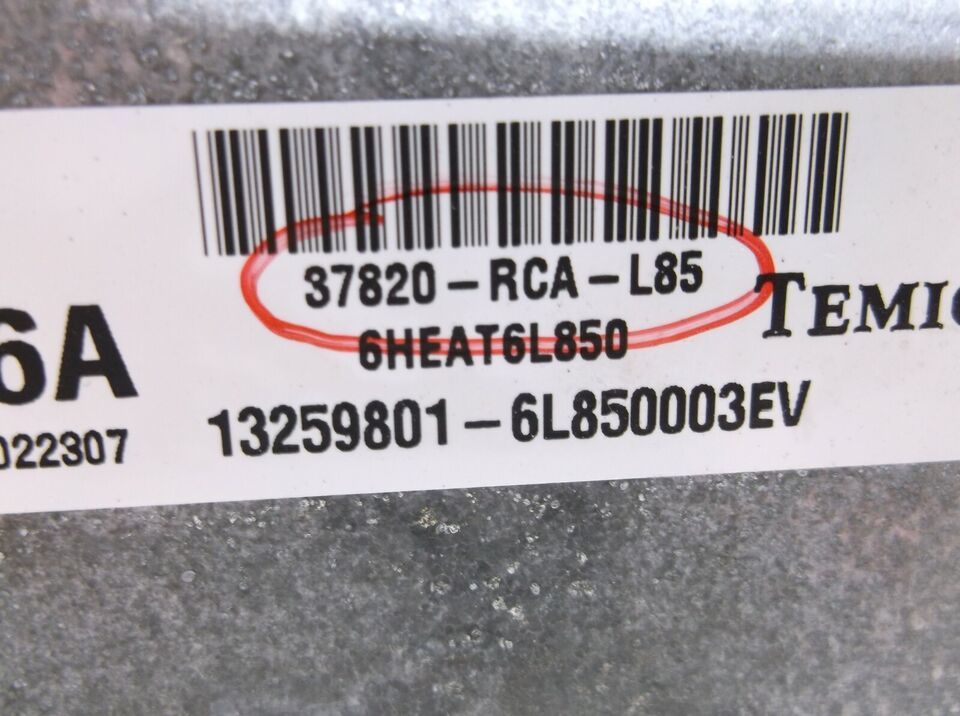 37820-RCA-L85
6HEAT6L850
TEMIC
6A
022307
13259801-6L850003EV